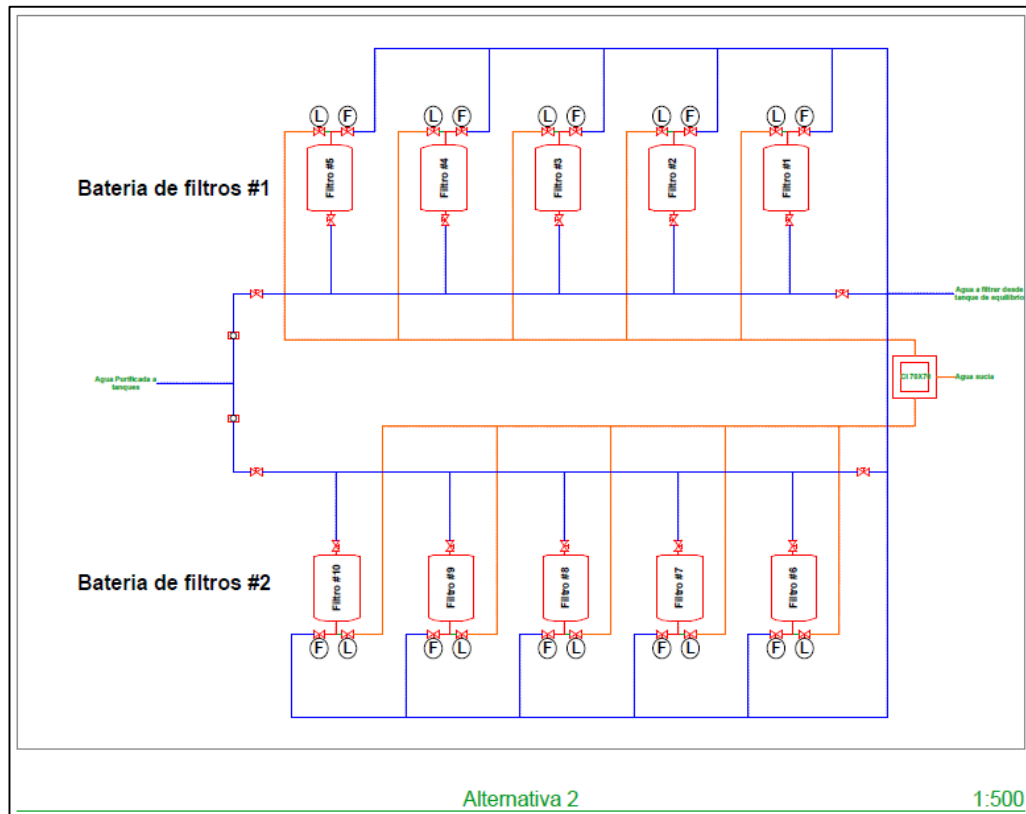 L F L F L F L F L F
Filtro #5 Filtro #4 Filtro #3 Filtro #2 Filtro #1
Bateria de filtros #1
Agua a filtrar desde
tanque de equilibrio
Agua Purificada a
tanques
CI 70X70
Agua sucia
Bateria de filtros #2
Filtro #10 Filtro #9 Filtro #8 Filtro #7 Filtro #6
F L F L F L F L F L
Alternativa 2
1:500